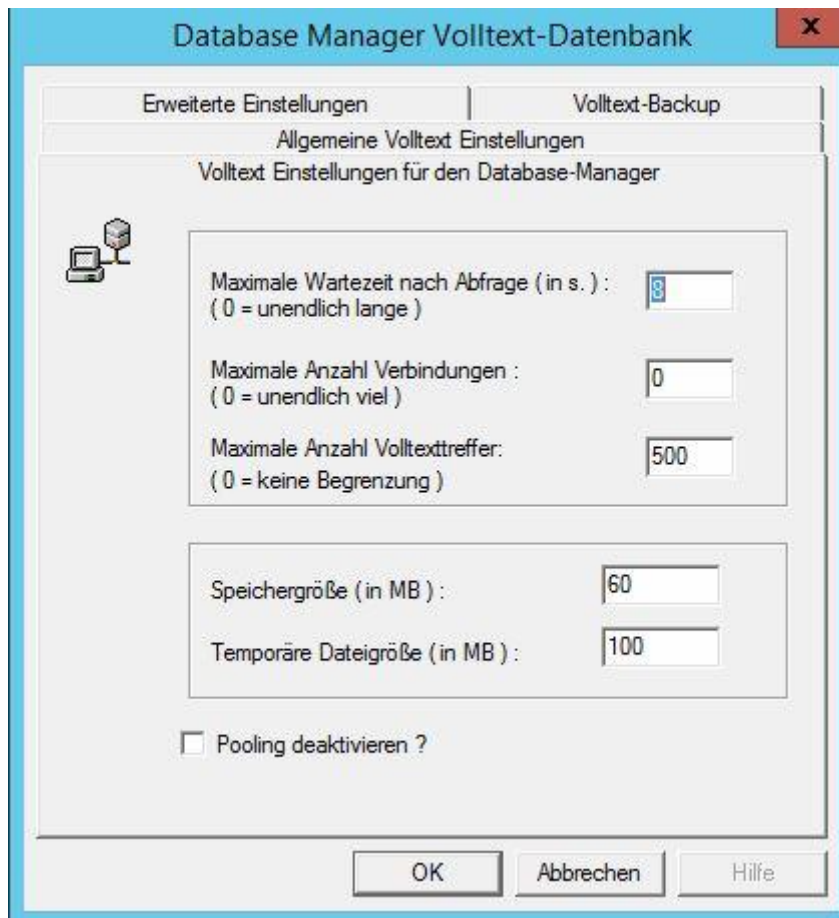 Database Manager Volltext-Datenbank
x
Erweiterte Einstellungen
Volltext-Backup
Allgemeine Volltext Einstellungen
Volltext Einstellungen für den Database-Manager
Maximale Wartezeit nach Abfrage ( in s. ) :
( 0 = unendlich lange )
8
Maximale Anzahl Verbindungen :
( 0 = unendlich viel )
0
Maximale Anzahl Volltexttreffer:
( 0 = keine Begrenzung )
500
Speichergröße ( in MB ) :
60
Temporäre Dateigröße ( in MB ) :
100
Pooling deaktivieren ?
OK
Abbrechen
Hilfe